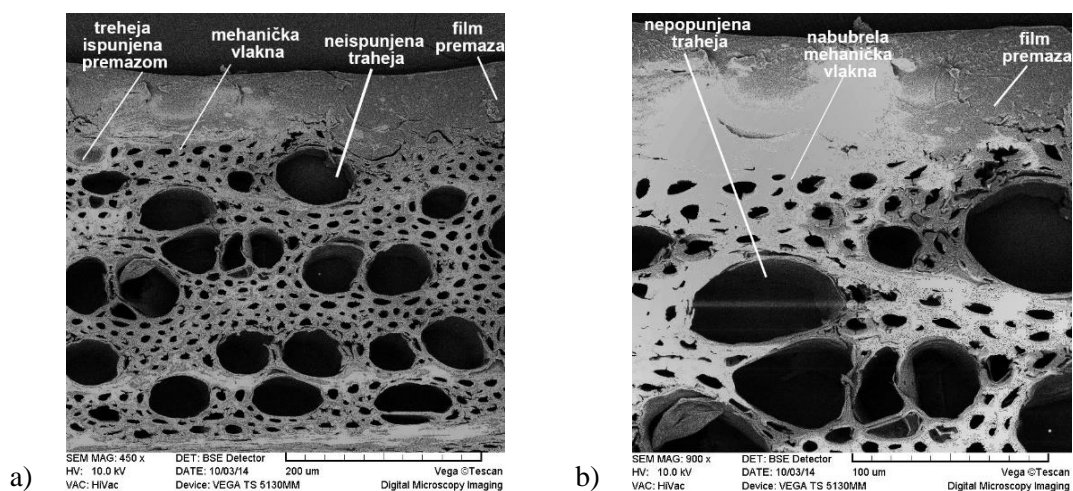 treheja
ispunjena
premazom
mehanička
vlakna
neispunjena
traheja
film
premaza
SEM MAG: 450 x
DET: BSE Detector
HV: 10.0 kV
DATE: 10/03/14
200 um
Vega ©Tescan
VAC: HiVac
Device: VEGA TS 5130MM
Digital Microscopy Imaging
a)
nepopunjena
traheja
nabubrela
mehanička
vlakna
film
premaza
SEM MAG: 900 x
DET: BSE Detector
HV: 10.0 kV
DATE: 10/03/14
100 um
Vega ©Tescan
VAC: HiVac
Device: VEGA TS 5130MM
Digital Microscopy Imaging
b)